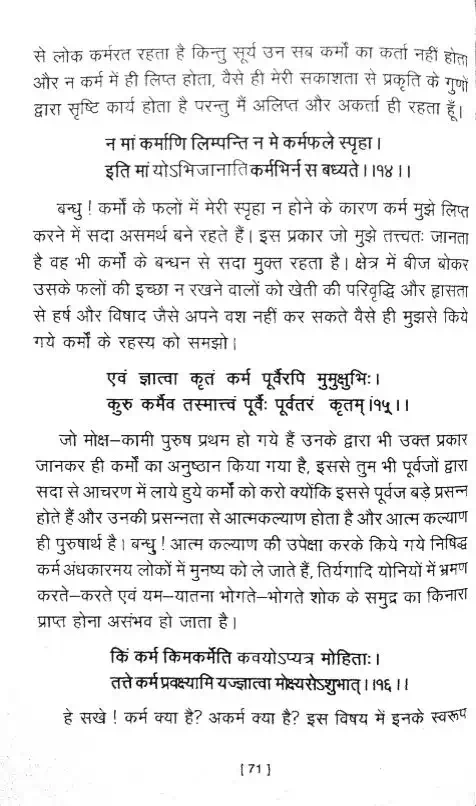 से लोक कर्मरत रहता है किन्तु सूर्य उन सब कर्मों का कर्ता नहीं होता
और न कर्म में ही लिप्त होता, वैसे ही मेरी सकाशता से प्रकृति के गुणों
द्वारा सृष्टि कार्य होता है परन्तु मैं अलिप्त और अकर्ता ही रहता हूँ।
न मां कर्माणि लिम्पन्ति न मे कर्मफले स्पृहा।
इति मां योऽभिजानाति कर्मभिर्न स बध्यते।।१४।।
बन्धु ! कर्मों के फलों में मेरी स्पृहा न होने के कारण कर्म मुझे लिप्त
करने में सदा असमर्थ बने रहते हैं। इस प्रकार जो मुझे तत्त्वतः जानता
है वह भी कर्मों के बन्धन से सदा मुक्त रहता है। क्षेत्र में बीज बोकर
उसके फलों की इच्छा न रखने वालों को खेती की परिवृद्धि और ह्रासता
से हर्ष और विषाद जैसे अपने वश नहीं कर सकते वैसे ही मुझसे किये
गये कर्मों के रहस्य को समझो।
एवं ज्ञात्वा कृतं कर्म पूर्वैरपि मुमुक्षुभिः।
कुरु कर्मैव तस्मात्त्वं पूर्वैः पूर्वतरं कृतम्।१५।।
जो मोक्ष–कामी पुरुष प्रथम हो गये हैं उनके द्वारा भी उक्त प्रकार
जानकर ही कर्मों का अनुष्ठान किया गया है, इससे तुम भी पूर्वजों द्वारा
सदा से आचरण में लाये हुये कर्मों को करो क्योंकि इससे पूर्वज बड़े प्रसन्न
होते हैं और उनकी प्रसन्नता से आत्मकल्याण होता है और आत्म कल्याण
ही पुरुषार्थ है। बन्धु ! आत्म कल्याण की उपेक्षा करके किये गये निषिद्ध
कर्म अंधकारमय लोकों में मुनष्य को ले जाते हैं, तिर्यगादि योनियों में भ्रमण
करते–करते एवं यम–यातना भोगते–भोगते शोक के समुद्र का किनारा
प्राप्त होना असंभव हो जाता है।
किं कर्म किमकर्मेति कवयोऽप्यत्र मोहिताः।
तत्ते कर्म प्रवक्ष्यामि यज्ज्ञात्वा मोक्ष्यसेऽशुभात्।।१६।।
हे सखे ! कर्म क्या है? अकर्म क्या है? इस विषय में इनके स्वरूप
[ 71 ]